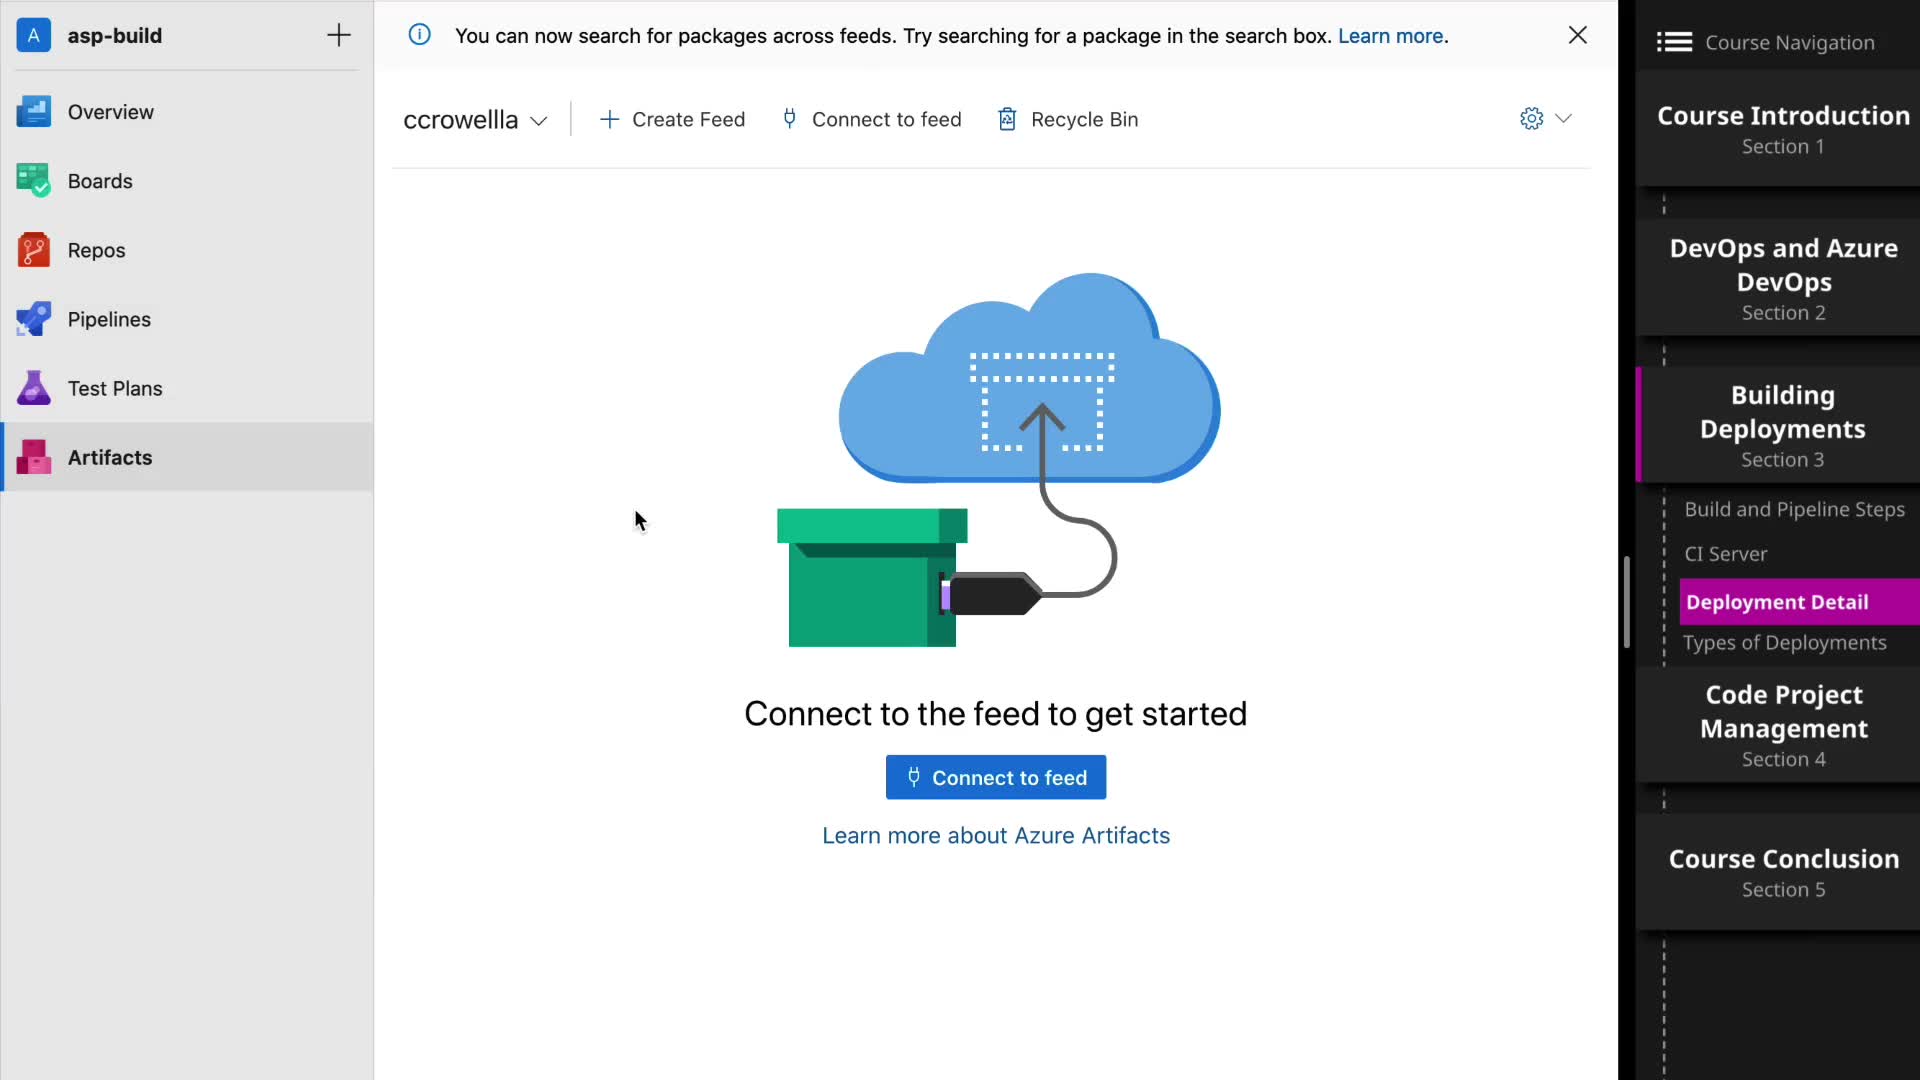 A asp-build
Overview
Boards
Repos
Pipelines
Test Plans
Artifacts
You can now search for packages across feeds. Try searching for a package in the search box. Learn more.
ccrowellla
Create Feed
Connect to feed
Recycle Bin
Connect to the feed to get started
Connect to feed
Learn more about Azure Artifacts
Course Navigation
Course Introduction
Section 1
DevOps and Azure
DevOps
Section 2
Building
Deployments
Section 3
Build and Pipeline Steps
CI Server
Deployment Detail
Types of Deployments
Code Project
Management
Section 4
Course Conclusion
Section 5